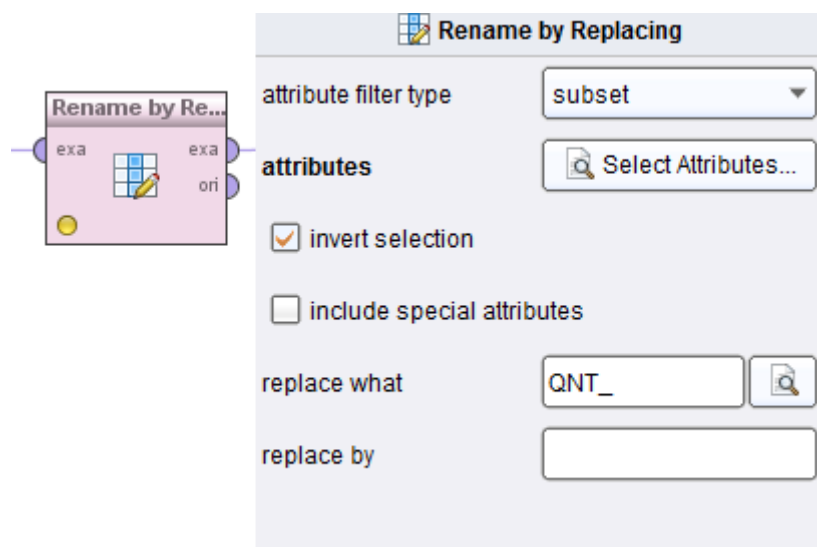 Rename by Replacing
attribute filter type
subset
Rename by Re...
exa
exa
ori
attributes
Select Attributes...
invert selection
include special attributes
replace what
QNT_
replace by